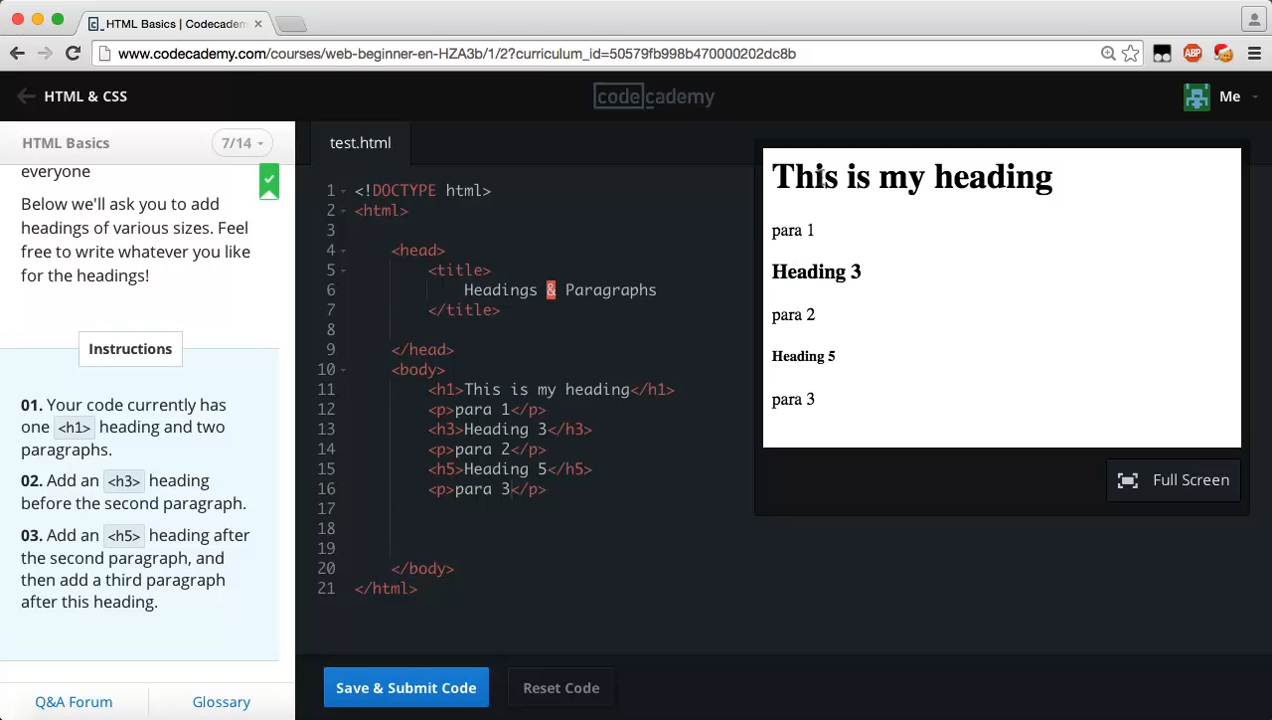 HTML Basics | Codecadem
www.codecademy.com/courses/web-beginner-en-HZA3b/1/2?curriculum_id=50579fb998b470000202dc8b
ABP
HTML & CSS
codecademy
Me
HTML Basics
7/14
test.html
everyone
Below we'll ask you to add
headings of various sizes. Feel
free to write whatever you like
for the headings!
Instructions
01. Your code currently has
one <h1> heading and two
paragraphs.
02. Add an <h3> heading
before the second paragraph.
03. Add an <h5> heading after
the second paragraph, and
then add a third paragraph
after this heading.
Q&A Forum
Glossary
1 <!DOCTYPE html>
2 <html>
3
4 <head>
5 <title>
6 Headings & Paragraphs
7 </title>
8
9 </head>
10 <body>
11 <h1>This is my heading</h1>
12 <p>para 1</p>
13 <h3>Heading 3</h3>
14 <p>para 2</p>
15 <h5>Heading 5</h5>
16 <p>para 3</p>
17
18
19
20 </body>
21 </html>
This is my heading
para 1
Heading 3
para 2
Heading 5
para 3
Full Screen
Save & Submit Code
Reset Code